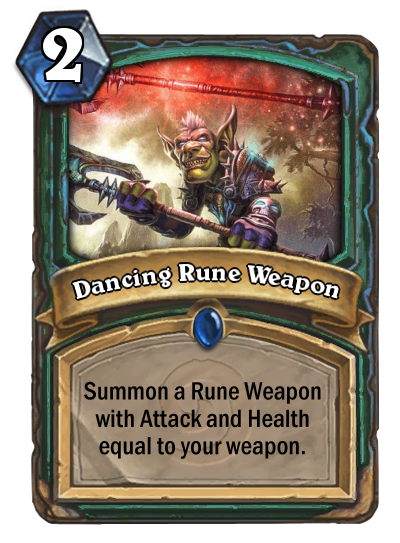 2
Dancing Rune Weapon
Summon a Rune Weapon
with Attack and Health
equal to your weapon.